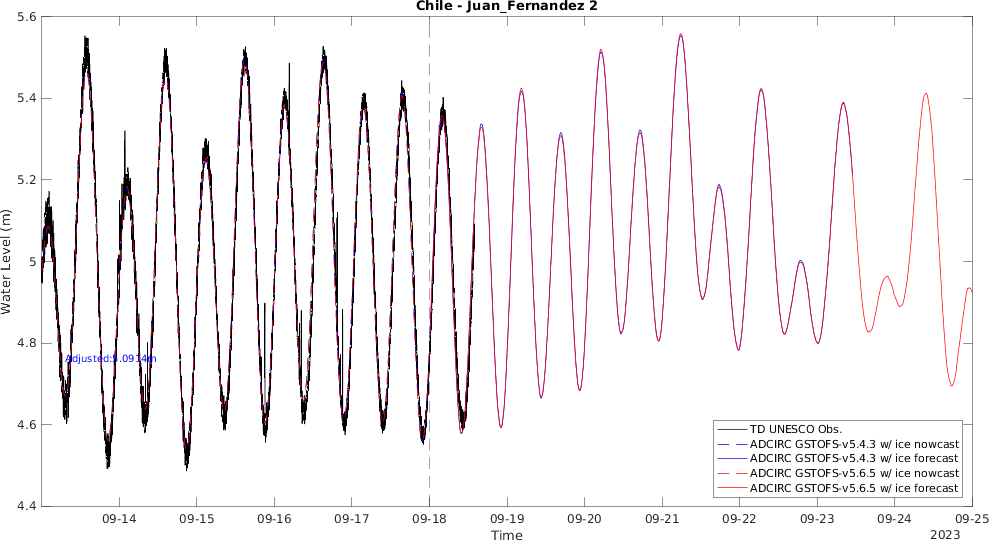 Chile - Juan_Fernandez 2
5.6
5.4
5.2
5
4.8
4.6
4.4
Water Level (m)
Adjusted:5.0914m
TD UNESCO Obs.
ADCIRC GSTOFS-v5.4.3 w/ ice nowcast
ADCIRC GSTOFS-v5.4.3 w/ ice forecast
ADCIRC GSTOFS-v5.6.5 w/ ice nowcast
ADCIRC GSTOFS-v5.6.5 w/ ice forecast
09-14 09-15 09-16 09-17 09-18 09-19 09-20 09-21 09-22 09-23 09-24 09-25
Time
2023